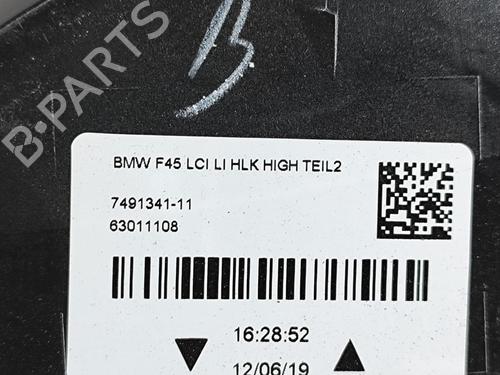 B-PARTS
B
BMW F45 LCI LI HLK HIGH TEIL2
7491341-11
63011108
16:28:52
12/06/19